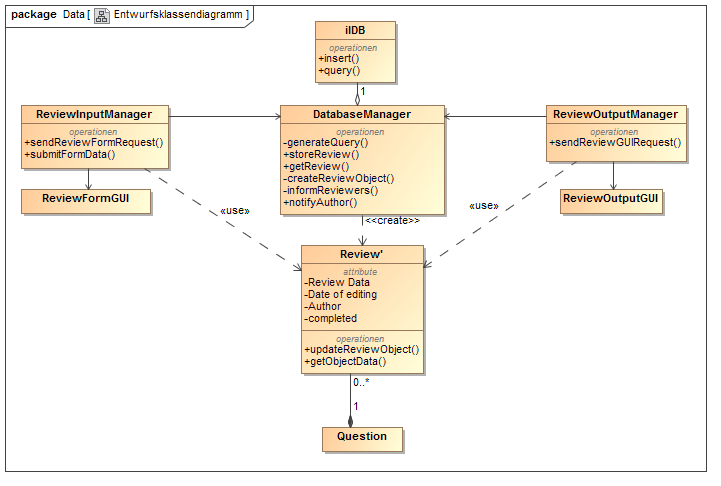 package Data [ Entwurfsklassendiagramm ]
ilDB
operationen
+insert()
+query()
1
ReviewInputManager
operationen
+sendReviewFormRequest()
+submitFormData()
DatabaseManager
operationen
-generateQuery()
+storeReview()
+getReview()
-createReviewObject()
-informReviewers()
+notifyAuthor()
ReviewOutputManager
operationen
+sendReviewGUIRequest()
ReviewFormGUI
ReviewOutputGUI
«use»
<<create>>
«use»
Review'
attribute
-Review Data
-Date of editing
-Author
-completed
operationen
+updateReviewObject()
+getObjectData()
0..*
1
Question